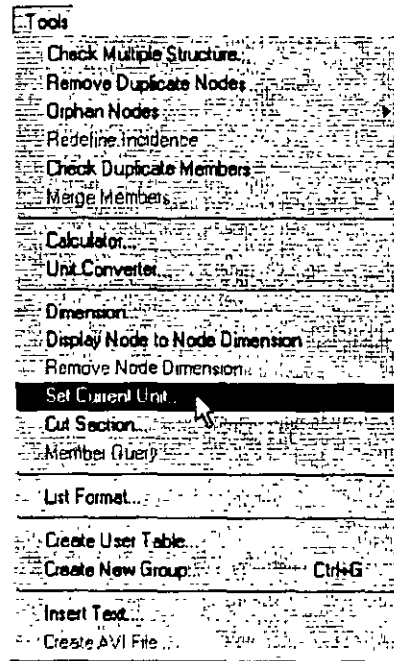 Tools
Check Multiple Structure...
Remove Duplicate Nodes
Orphan Nodes
Redefine Incidence
Check Duplicate Members
Merge Members...
Calculator...
Unit Converter...
Dimension...
Display Node to Node Dimension
Remove Node Dimension
Set Current Unit...
Cut Section...
Member Query
List Format...
Create User Table...
Create New Group... Ctrl+G
Insert Text...
Create AVI File...